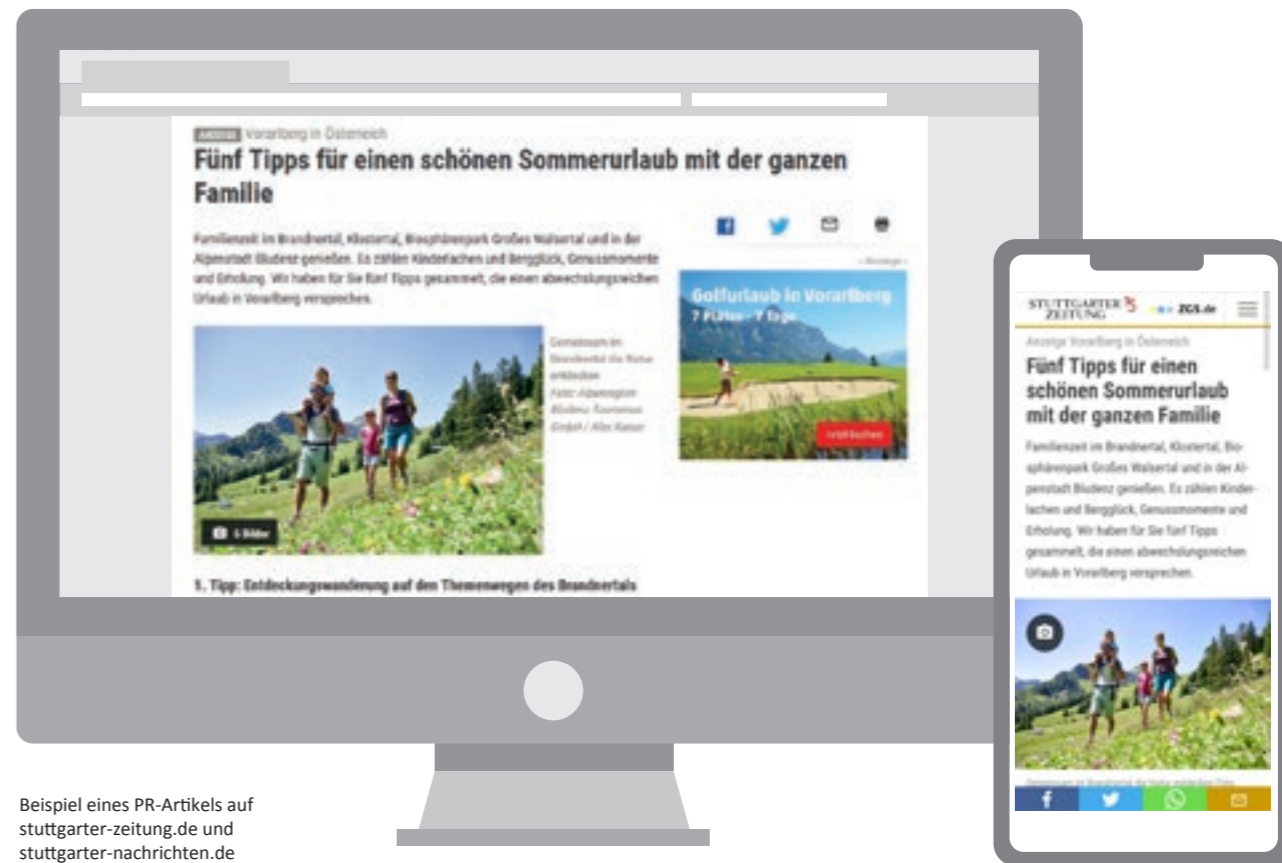 ANZEIGE Vorarlberg in Österreich
Fünf Tipps für einen schönen Sommerurlaub mit der ganzen
Familie
Familienzeit im Brandnertal, Klostertal, Biosphärenpark Großes Walsertal und in der
Alpenstadt Bludenz genießen. Es zählen Kinderlachen und Bergglück, Genussmomente
und Erholung. Wir haben für Sie fünf Tipps gesammelt, die einen abwechslungsreichen
Urlaub in Vorarlberg versprechen.
Gemeinsam im
Brandnertal die Natur
entdecken
Foto: Alpenregion
Bludenz Tourismus
GmbH / Alex Kaiser
5 Bilder
1. Tipp: Entdeckungswanderung auf den Themenwegen des Brandnertals
- Anzeige -
Golfurlaub in Vorarlberg
7 Plätze - 7 Tage
STUTTGARTER
ZEITUNG
ZGS.de
Anzeige Vorarlberg in Österreich
Fünf Tipps für einen
schönen Sommerurlaub
mit der ganzen Familie
Familienzeit im Brandnertal, Klostertal, Bio-
sphärenpark Großes Walsertal und in der Al-
penstadt Bludenz genießen. Es zählen Kinder-
lachen und Bergglück, Genussmomente und
Erholung. Wir haben für Sie fünf Tipps
gesammelt, die einen abwechslungsreichen
Urlaub in Vorarlberg versprechen.
Gemeinsam im Brandnertal die Natur entdecken Foto:
Beispiel eines PR-Artikels auf
stuttgarter-zeitung.de und
stuttgarter-nachrichten.de